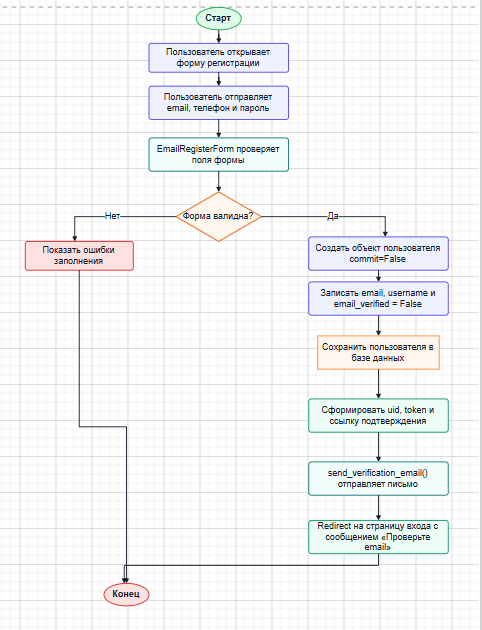 Старт
Пользователь открывает
форму регистрации
Пользователь отправляет
email, телефон и пароль
EmailRegisterForm проверяет
поля формы
Форма валидна?
Нет
Да
Показать ошибки
заполнения
Создать объект пользователя
commit=False
Записать email, username и
email_verified = False
Сохранить пользователя в
базе данных
Сформировать uid, token и
ссылку подтверждения
send_verification_email()
отправляет письмо
Redirect на страницу входа с
сообщением «Проверьте
email»
Конец